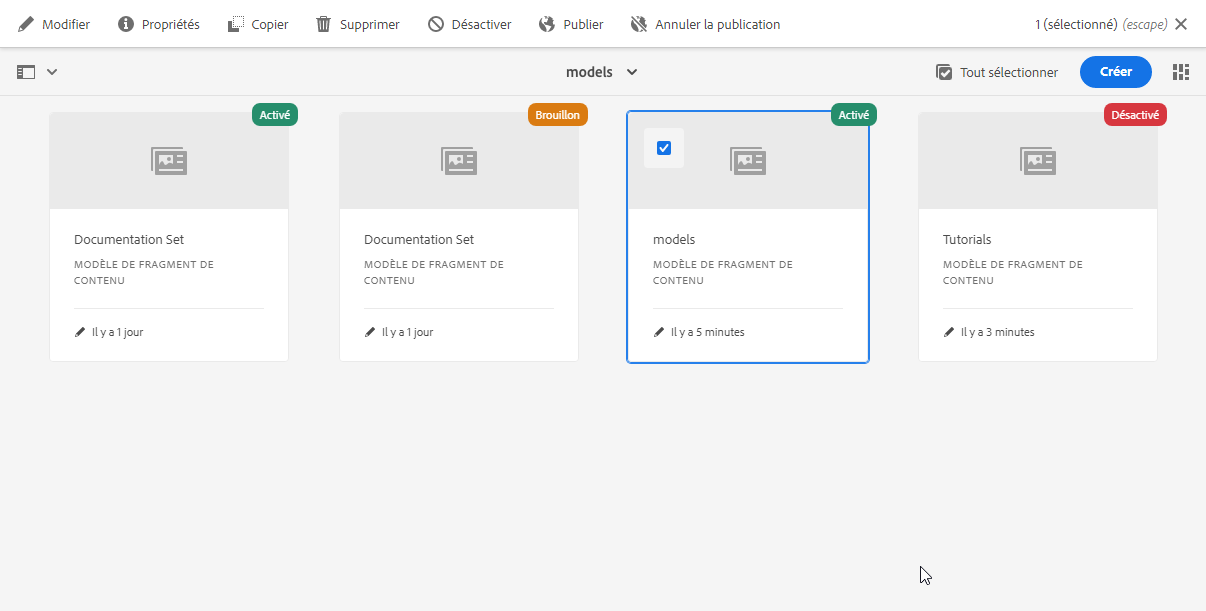 Modifier Propriétés Copier Supprimer Désactiver Publier Annuler la publication 1 (sélectionné) (escape)
models Tout sélectionner Créer
Activé Brouillon Activé Désactivé
Documentation Set
MODÈLE DE FRAGMENT DE
CONTENU
Il y a 1 jour
Documentation Set
MODÈLE DE FRAGMENT DE
CONTENU
Il y a 1 jour
models
MODÈLE DE FRAGMENT DE
CONTENU
Il y a 5 minutes
Tutorials
MODÈLE DE FRAGMENT DE
CONTENU
Il y a 3 minutes